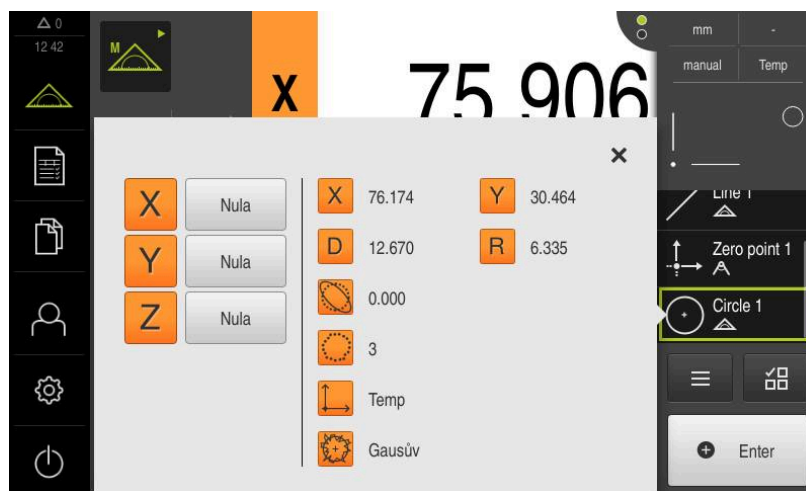 0
12 42
M
X
75.906
mm -
manual Temp
X Nula
Y Nula
Z Nula
X 76.174 Y 30.464
D 12.670 R 6.335
0.000
3
Temp
Gausův
Line 1
Zero point 1
Circle 1
Enter